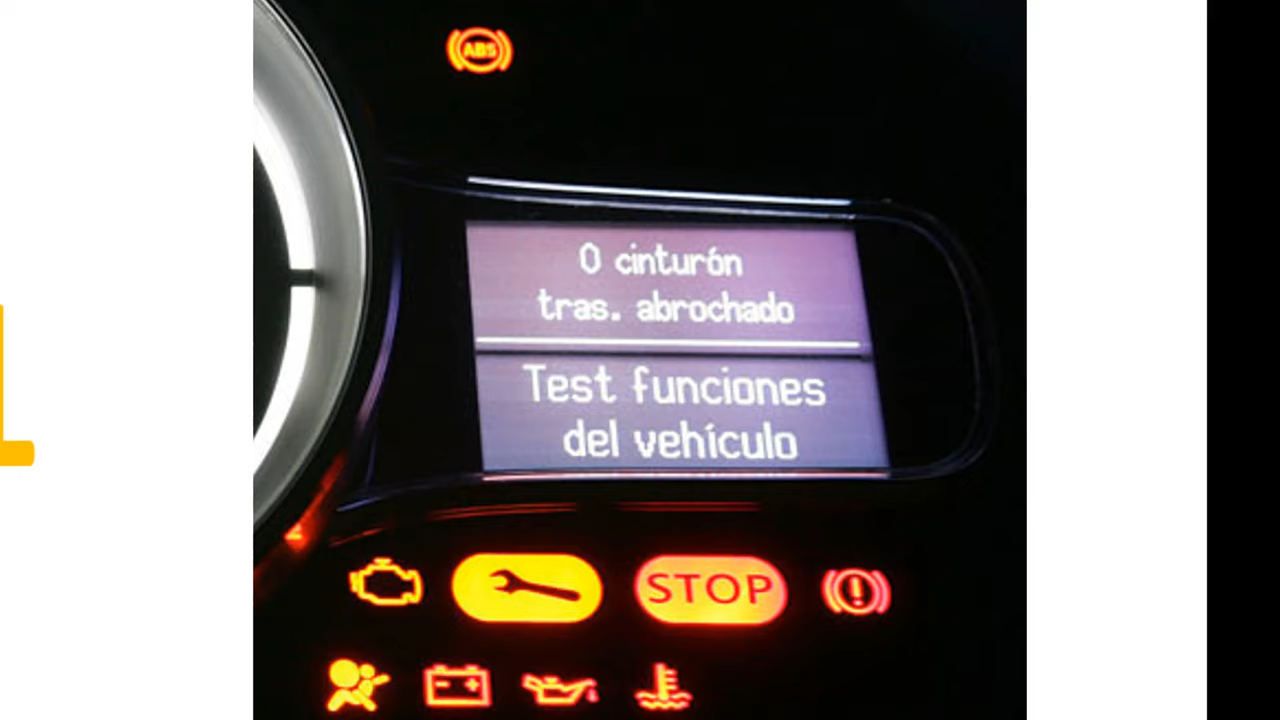 ABS
0 cinturón
tras. abrochado
Test funciones
del vehículo
STOP